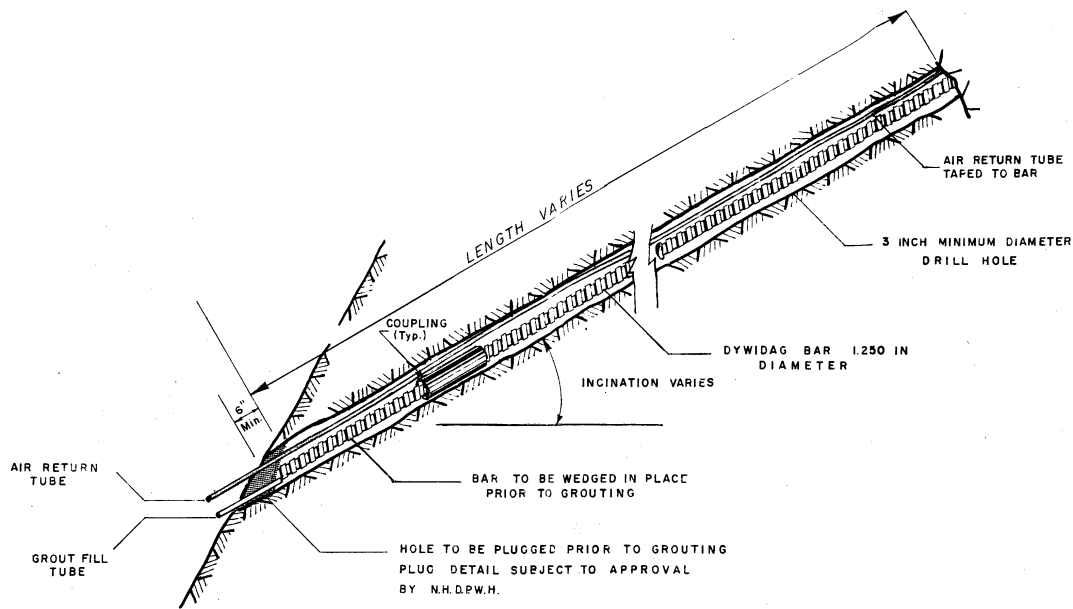 LENGTH VARIES
AIR RETURN TUBE
TAPED TO BAR
3 INCH MINIMUM DIAMETER
DRILL HOLE
COUPLING
(Typ.)
DYWIDAG BAR 1.250 IN
DIAMETER
INCINATION VARIES
6"
Min.
AIR RETURN
TUBE
BAR TO BE WEDGED IN PLACE
PRIOR TO GROUTING
GROUT FILL
TUBE
HOLE TO BE PLUGGED PRIOR TO GROUTING
PLUG DETAIL SUBJECT TO APPROVAL
BY N.H.D.P.W.H.